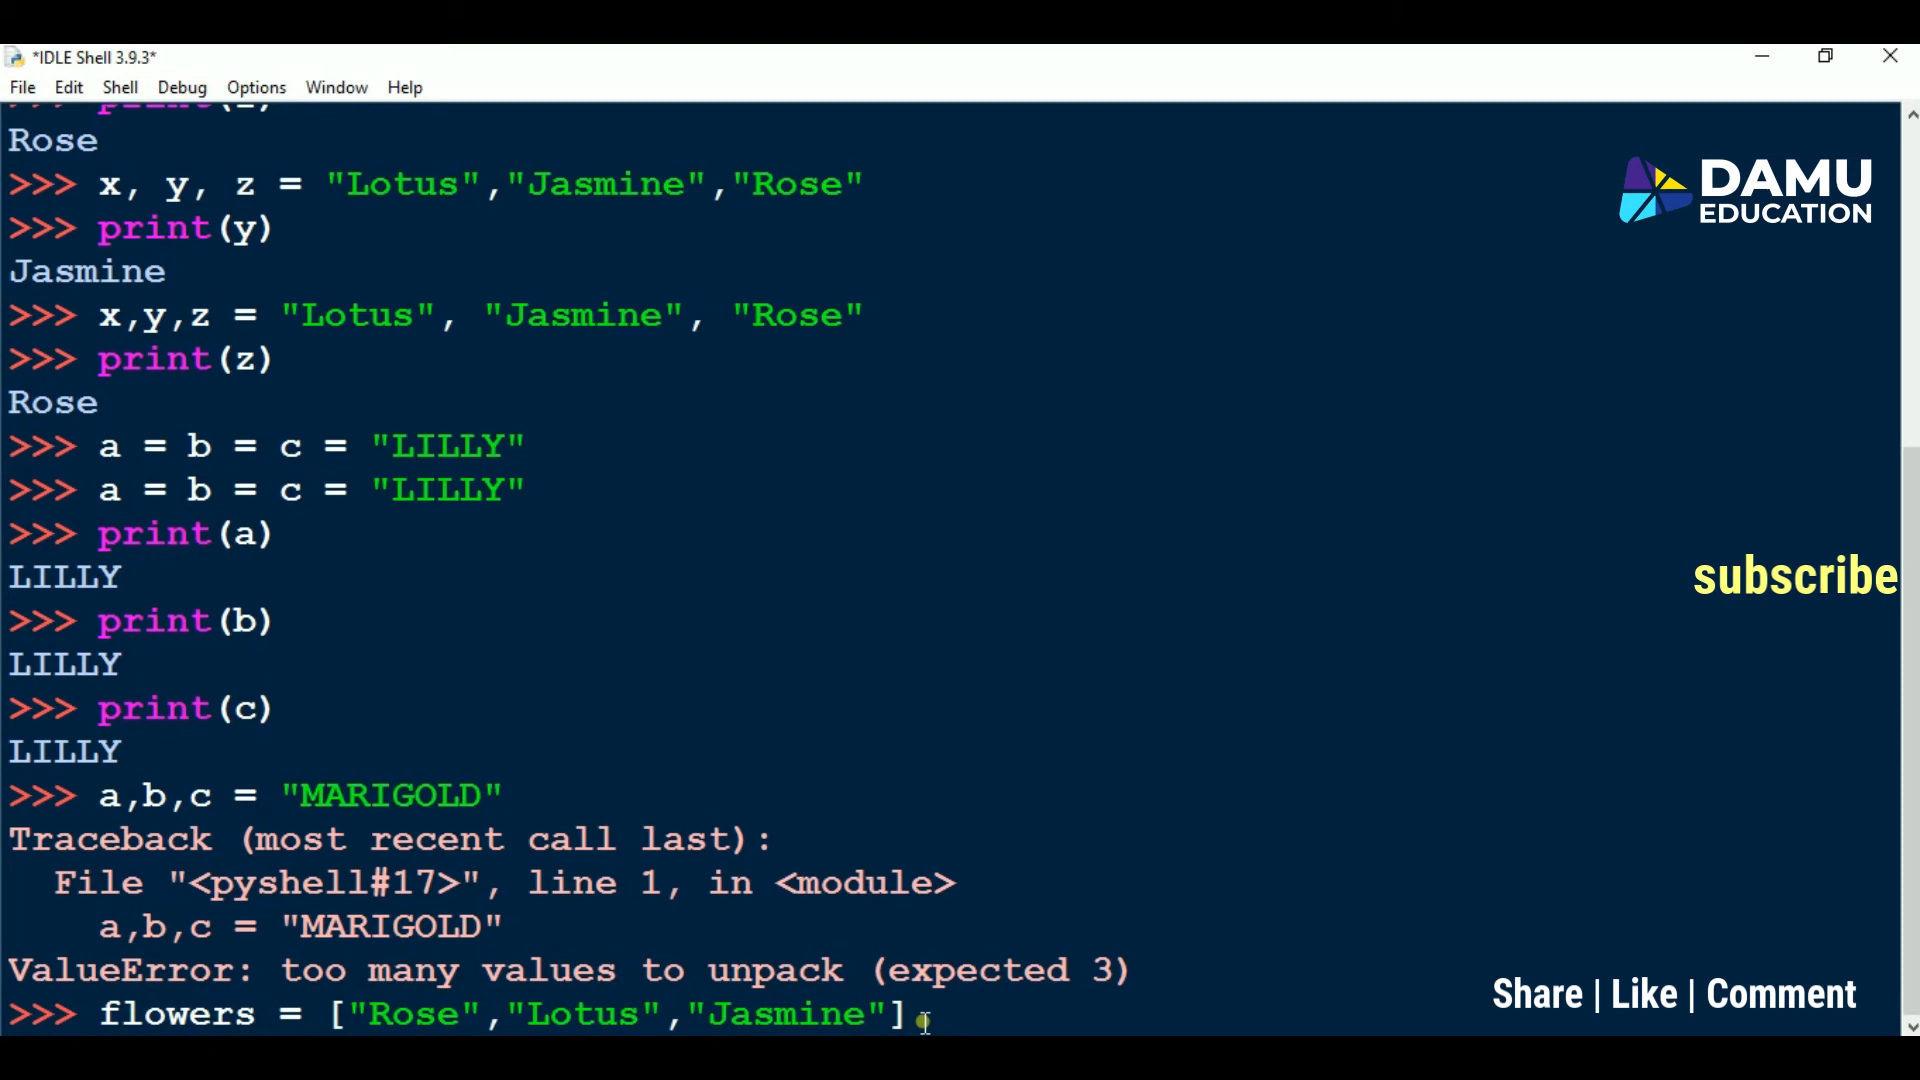 *IDLE Shell 3.9.3*
File Edit Shell Debug Options Window Help
Rose
>>> x, y, z = "Lotus","Jasmine","Rose"
>>> print(y)
Jasmine
>>> x,y,z = "Lotus", "Jasmine", "Rose"
>>> print(z)
Rose
>>> a = b = c = "LILLY"
>>> a = b = c = "LILLY"
>>> print(a)
LILLY
>>> print(b)
LILLY
>>> print(c)
LILLY
>>> a,b,c = "MARIGOLD"
Traceback (most recent call last):
  File "<pyshell#17>", line 1, in <module>
    a,b,c = "MARIGOLD"
ValueError: too many values to unpack (expected 3)
>>> flowers = ["Rose","Lotus","Jasmine"]
DAMU
EDUCATION
subscribe
Share | Like | Comment